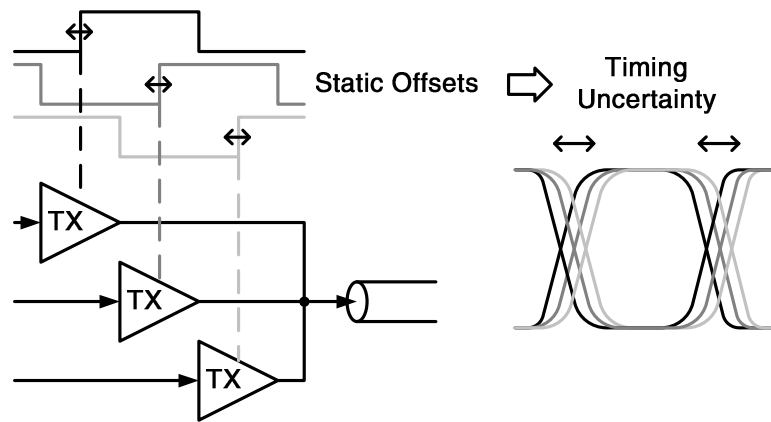 Static Offsets
Timing
Uncertainty
TX
TX
TX